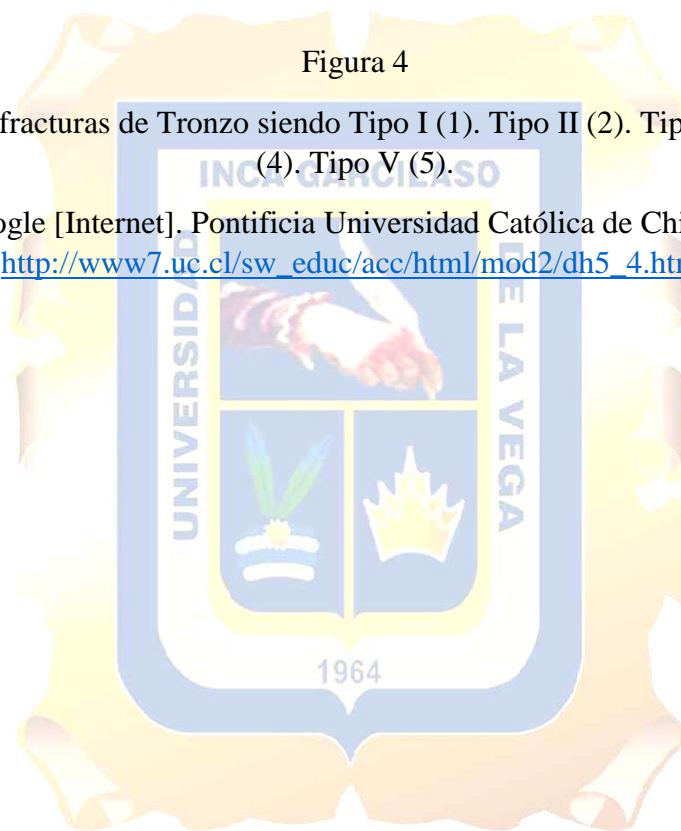 Figura 4
fracturas de Tronzo siendo Tipo I (1). Tipo II (2). Tip
(4). Tipo V (5).
ogle [Internet]. Pontificia Universidad Católica de Chi
http://www7.uc.cl/sw_educ/acc/html/mod2/dh5_4.htm
INCA GARCILASO
UNIVERSIDAD
DE LA VEGA
1964